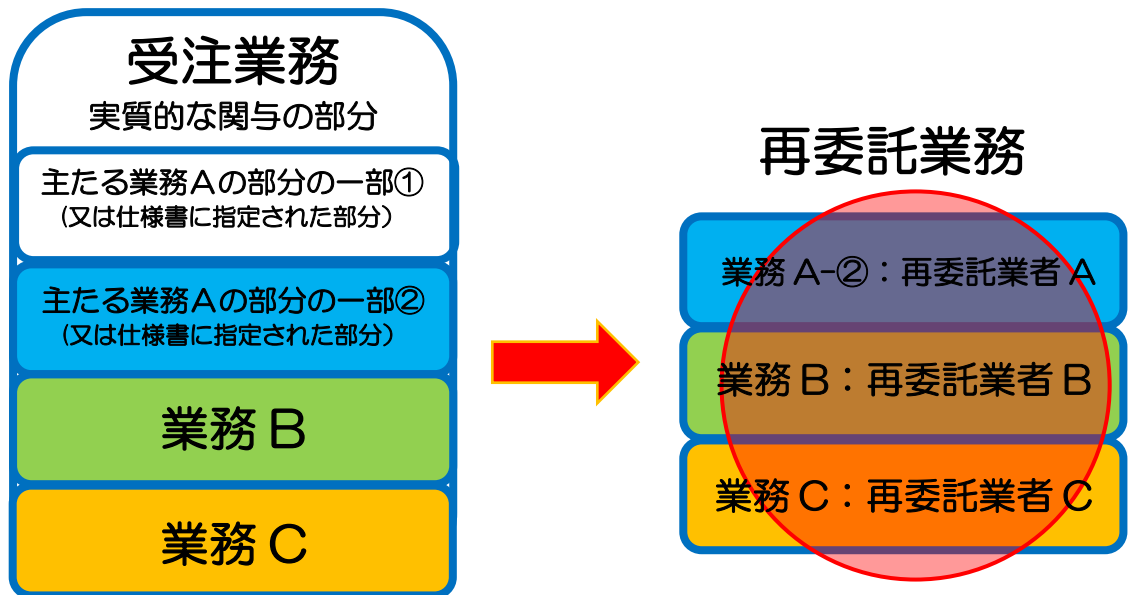 受注業務
実質的な関与の部分
主たる業務Aの部分の一部①
（又は仕様書に指定された部分）
主たる業務Aの部分の一部②
（又は仕様書に指定された部分）
業務B
業務C
再委託業務
業務A-②：再委託業者A
業務B：再委託業者B
業務C：再委託業者C